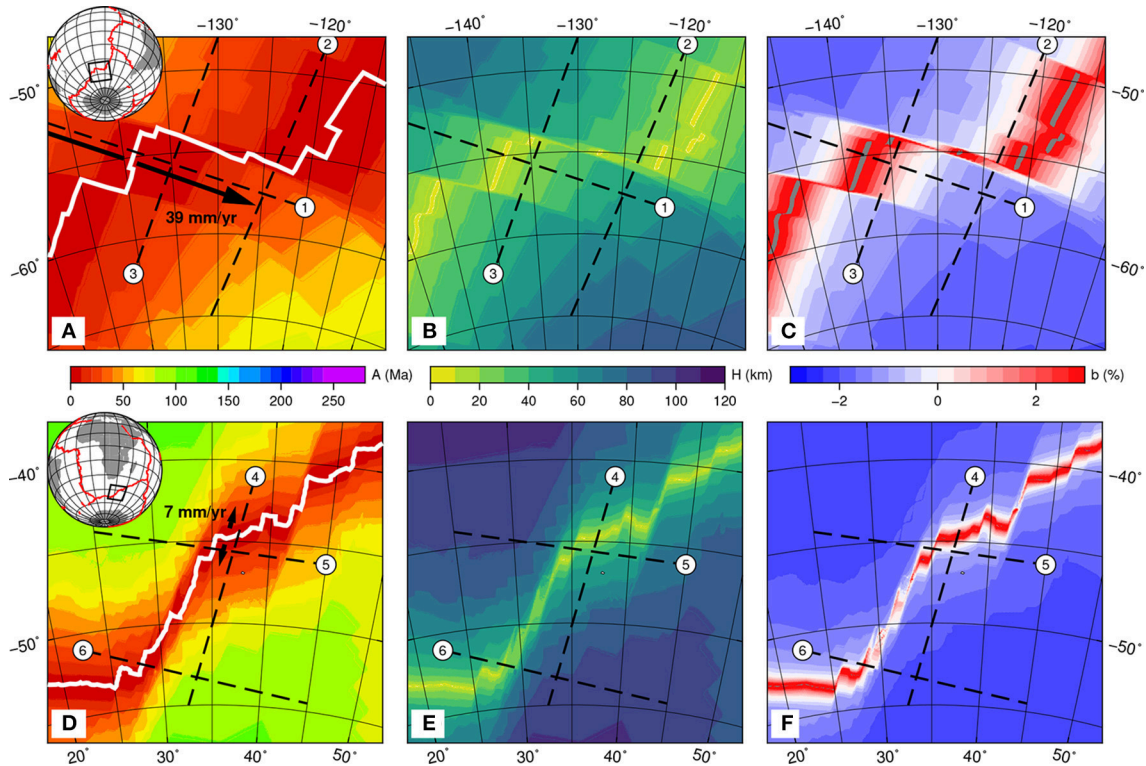 −130° −120° −140° −130° −120° −130° −120°
−50° −50°
−60° −60°
2 2 2
1 1 1
39 mm/yr
3 3 3
A B C
A (Ma) H (km) b (%)
0 50 100 150 200 250 0 20 40 60 80 100 120 −2 0 2
−40° −40°
−50° −50°
4 4 4
7 mm/yr
5 5 5
6 6 6
D E F
20° 30° 40° 50° 20° 30° 40° 50° 20° 30° 40° 50°